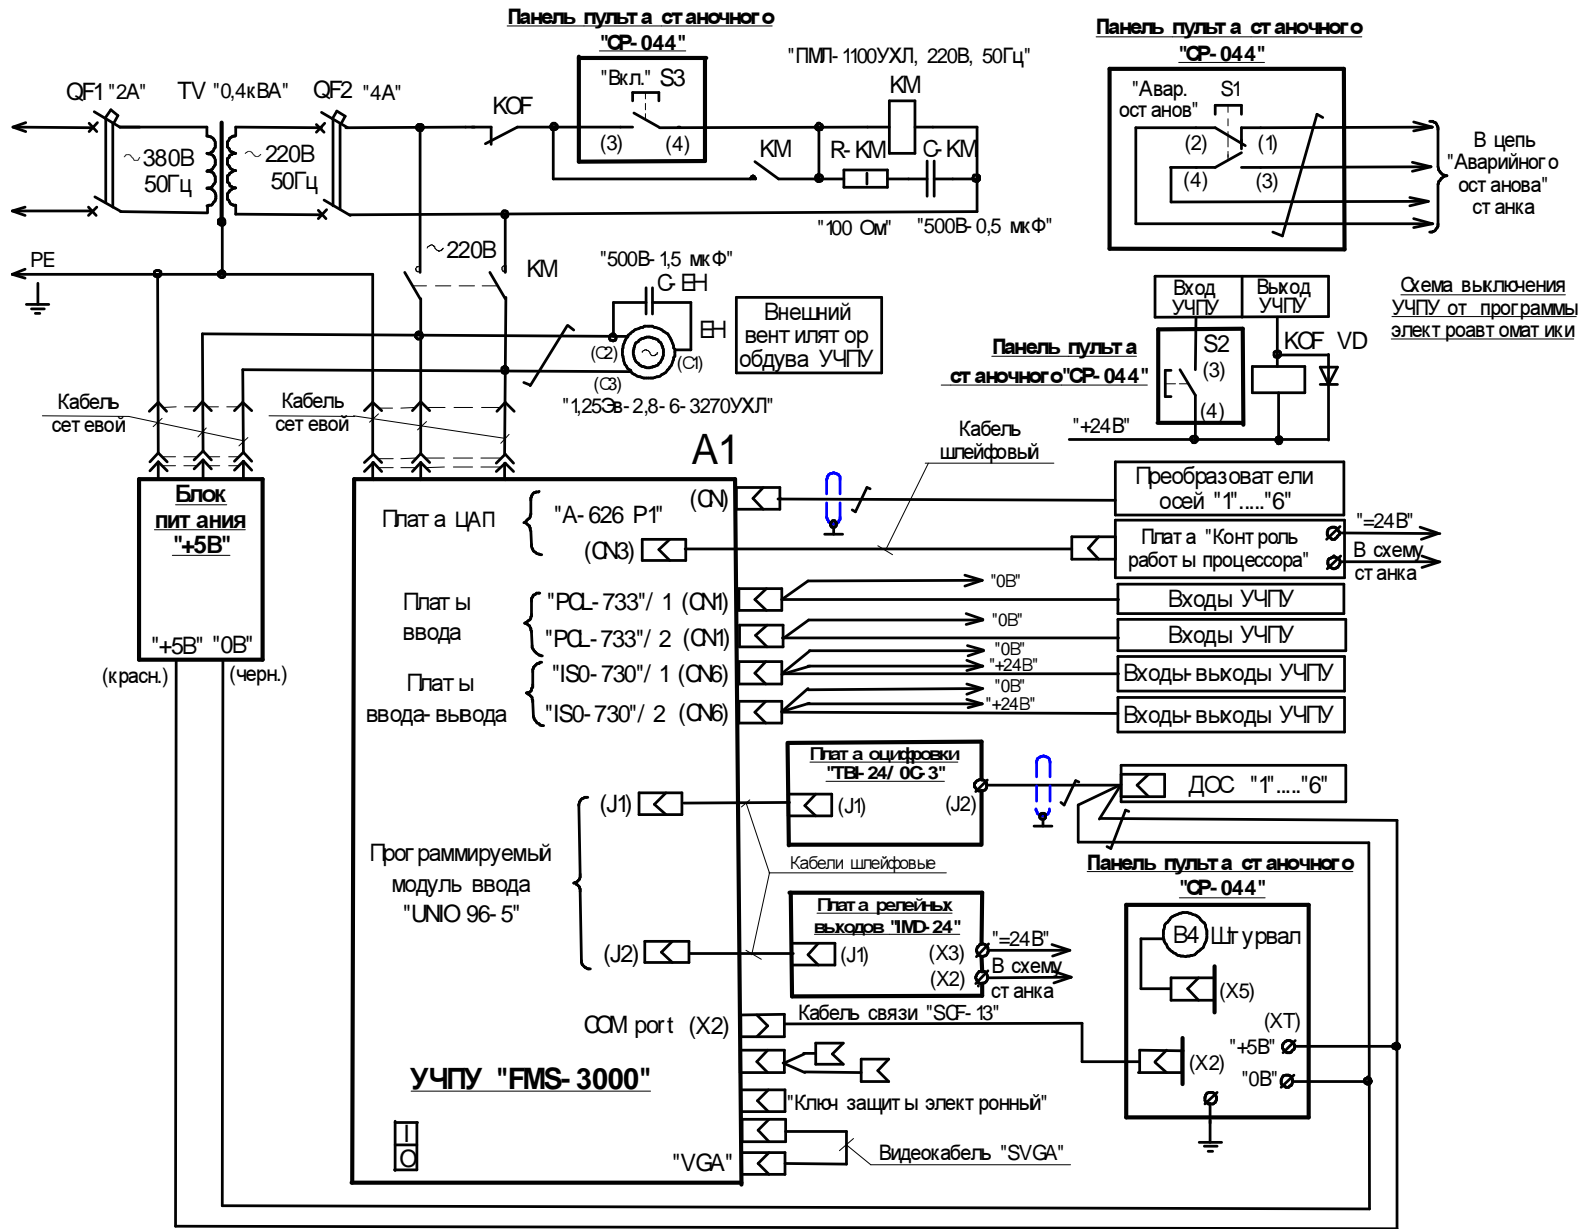 Панель пульта станочного
"СР-044"
Панель пульта станочного
"СР-044"
"ПМЛ-1100УХЛ, 220В, 50Гц"
QF1 "2А"
TV "0,4кВА"
QF2 "4А"
KOF
"Вкл." S3
(3)
(4)
KM
KM
R-KM
C-KM
"100 Ом"
"500В-0,5 мкФ"
~380В
50Гц
~220В
50Гц
"Авар.
останов"
S1
(2)
(1)
(4)
(3)
В цепь
"Аварийного
останова"
станка
PE
~220В
KM
"500В-1,5 мкФ"
C-EH
EH
(C2)
(C1)
(C3)
"1,25Эв-2,8-6-3270УХЛ"
Внешний
вентилятор
обдува УЧПУ
Вход
УЧПУ
Выход
УЧПУ
Схема выключения
УЧПУ от программы
электроавтоматики
Панель пульта
станочного"СР-044"
S2
(3)
(4)
KOF
VD
"+24В"
Кабель
сетевой
Кабель
сетевой
A1
Кабель
шлейфовый
Блок
питания
"+5В"
"+5В"
"0В"
(красн.)
(черн.)
Плата ЦАП
"A-626 P1"
(CN)
(CN3)
Преобразователи
осей "1"....."6"
Плата "Контроль
работы процессора"
"=24В"
В схему
станка
Платы
ввода
"PCL-733"/ 1 (CN1)
"PCL-733"/ 2 (CN1)
"0В"
"0В"
Входы УЧПУ
Входы УЧПУ
Платы
ввода-вывода
"ISO-730"/ 1 (CN6)
"ISO-730"/ 2 (CN6)
"0В"
"+24В"
"0В"
"+24В"
Входы-выходы УЧПУ
Входы-выходы УЧПУ
Программируемый
модуль ввода
"UNIO 96-5"
(J1)
(J2)
Плата оцифровки
"TBI-24/ 0C-3"
(J1)
(J2)
ДОС "1"....."6"
Кабели шлейфовые
Плата релейных
выходов "IMD-24"
(J1)
(X3)
(X2)
"=24В"
В схему
станка
Панель пульта станочного
"СР-044"
B4
Штурвал
(X5)
(XT)
"+5В"
"0В"
(X2)
COM port (X2)
Кабель связи "SCF-13"
УЧПУ "FMS-3000"
"Ключ защиты электронный"
I
O
"VGA"
Видеокабель "SVGA"